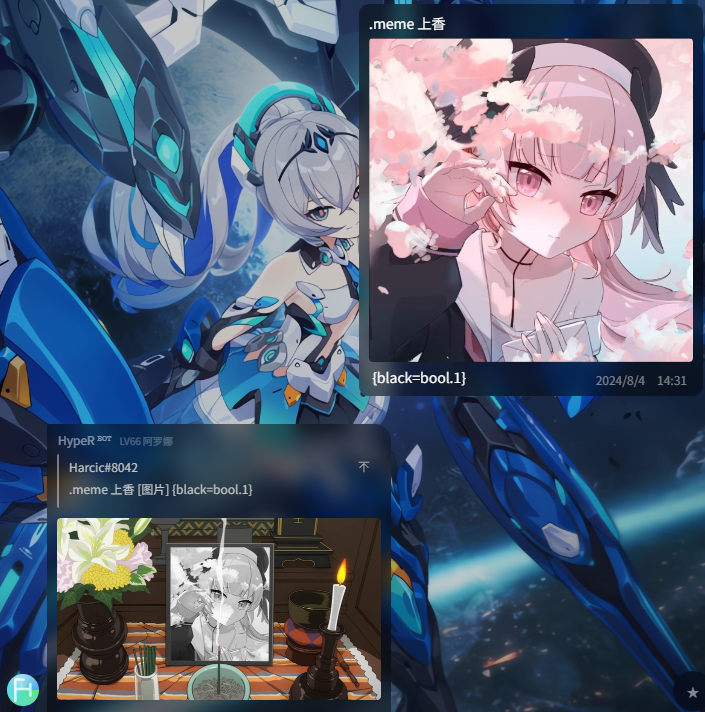 .meme 上香
{black=bool.1}
2024/8/4 14:31
HypeR BOT LV66 阿罗娜
Harcic#8042
.meme 上香 [图片] {black=bool.1}